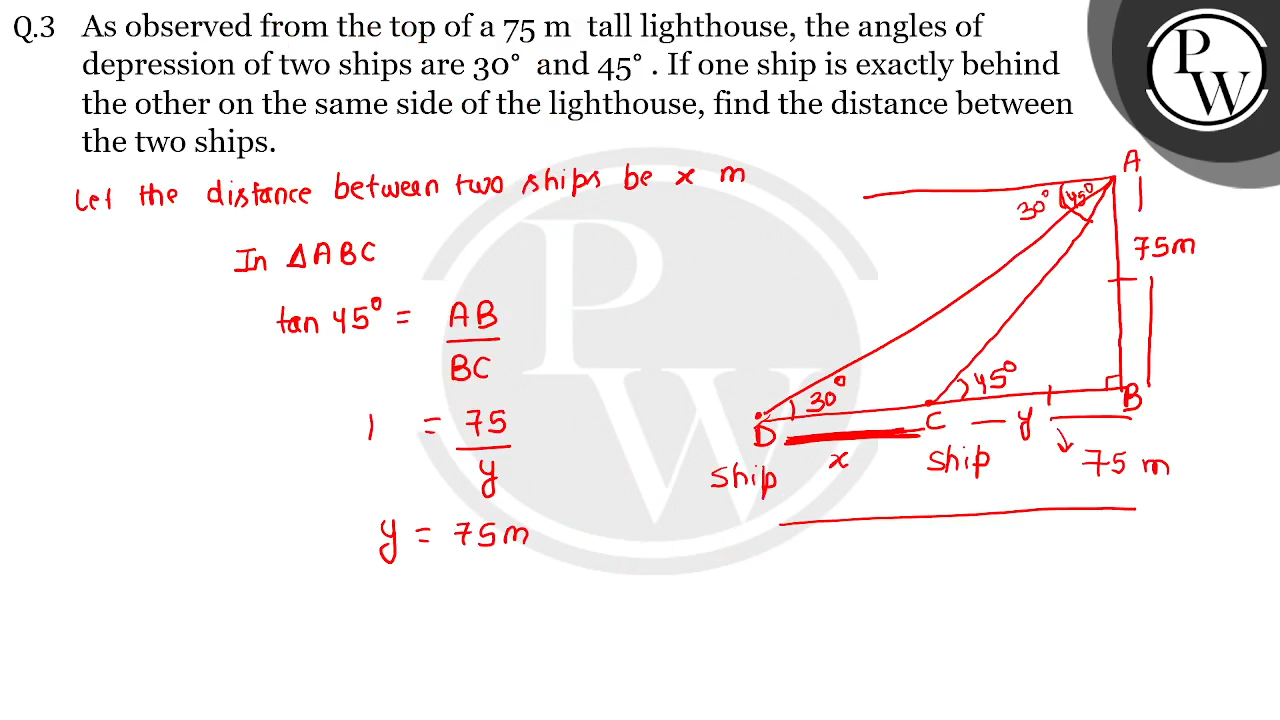 Q.3 As observed from the top of a 75 m tall lighthouse, the angles of
depression of two ships are 30° and 45° . If one ship is exactly behind
the other on the same side of the lighthouse, find the distance between
the two ships.
PW
Let the distance between two ships be x m
In ΔABC
tan 45° = AB
BC
1 = 75
y
y = 75m
A
30° 45°
75m
30°
45°
D
C
y
B
x
ship
ship
75 m
PW